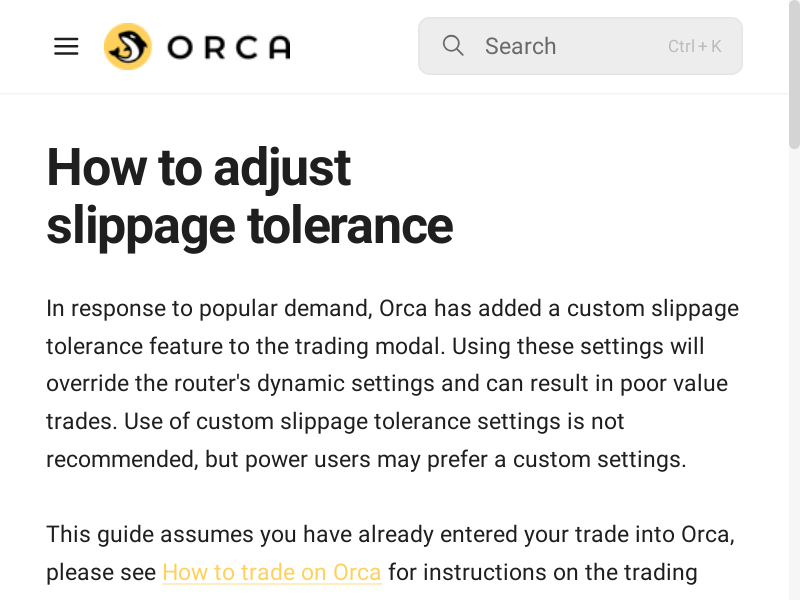 ORCA
Search
Ctrl + K
How to adjust
slippage tolerance
In response to popular demand, Orca has added a custom slippage
tolerance feature to the trading modal. Using these settings will
override the router's dynamic settings and can result in poor value
trades. Use of custom slippage tolerance settings is not
recommended, but power users may prefer a custom settings.
This guide assumes you have already entered your trade into Orca,
please see How to trade on Orca for instructions on the trading